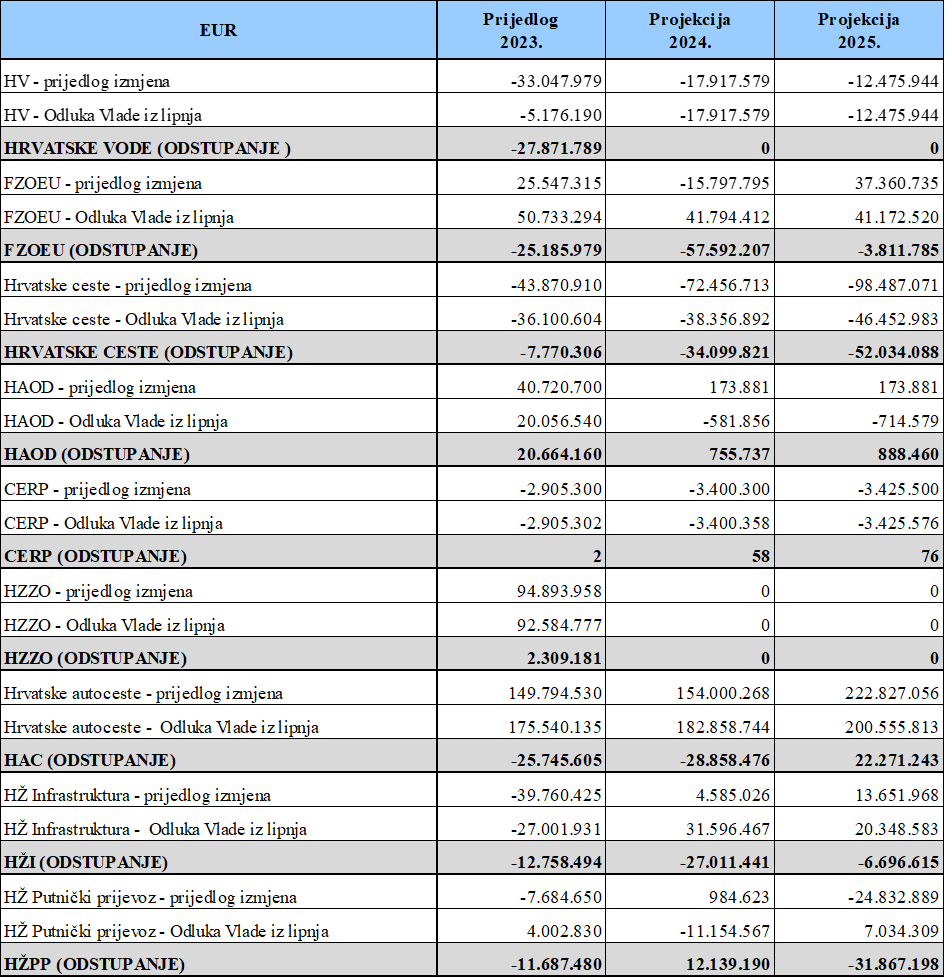 EUR Prijedlog 2023. Projekcija 2024. Projekcija 2025.
HV - prijedlog izmjena -33.047.979 -17.917.579 -12.475.944
HV - Odluka Vlade iz lipnja -5.176.190 -17.917.579 -12.475.944
HRVATSKE VODE (ODSTUPANJE ) -27.871.789 0 0
FZOEU - prijedlog izmjena 25.547.315 -15.797.795 37.360.735
FZOEU - Odluka Vlade iz lipnja 50.733.294 41.794.412 41.172.520
FZOEU (ODSTUPANJE) -25.185.979 -57.592.207 -3.811.785
Hrvatske ceste - prijedlog izmjena -43.870.910 -72.456.713 -98.487.071
Hrvatske ceste - Odluka Vlade iz lipnja -36.100.604 -38.356.892 -46.452.983
HRVATSKE CESTE (ODSTUPANJE) -7.770.306 -34.099.821 -52.034.088
HAOD - prijedlog izmjena 40.720.700 173.881 173.881
HAOD - Odluka Vlade iz lipnja 20.056.540 -581.856 -714.579
HAOD (ODSTUPANJE) 20.664.160 755.737 888.460
CERP - prijedlog izmjena -2.905.300 -3.400.300 -3.425.500
CERP - Odluka Vlade iz lipnja -2.905.302 -3.400.358 -3.425.576
CERP (ODSTUPANJE) 2 58 76
HZZO - prijedlog izmjena 94.893.958 0 0
HZZO - Odluka Vlade iz lipnja 92.584.777 0 0
HZZO (ODSTUPANJE) 2.309.181 0 0
Hrvatske autoceste - prijedlog izmjena 149.794.530 154.000.268 222.827.056
Hrvatske autoceste - Odluka Vlade iz lipnja 175.540.135 182.858.744 200.555.813
HAC (ODSTUPANJE) -25.745.605 -28.858.476 22.271.243
HŽ Infrastruktura - prijedlog izmjena -39.760.425 4.585.026 13.651.968
HŽ Infrastruktura - Odluka Vlade iz lipnja -27.001.931 31.596.467 20.348.583
HŽI (ODSTUPANJE) -12.758.494 -27.011.441 -6.696.615
HŽ Putnički prijevoz - prijedlog izmjena -7.684.650 984.623 -24.832.889
HŽ Putnički prijevoz - Odluka Vlade iz lipnja 4.002.830 -11.154.567 7.034.309
HŽPP (ODSTUPANJE) -11.687.480 12.139.190 -31.867.198